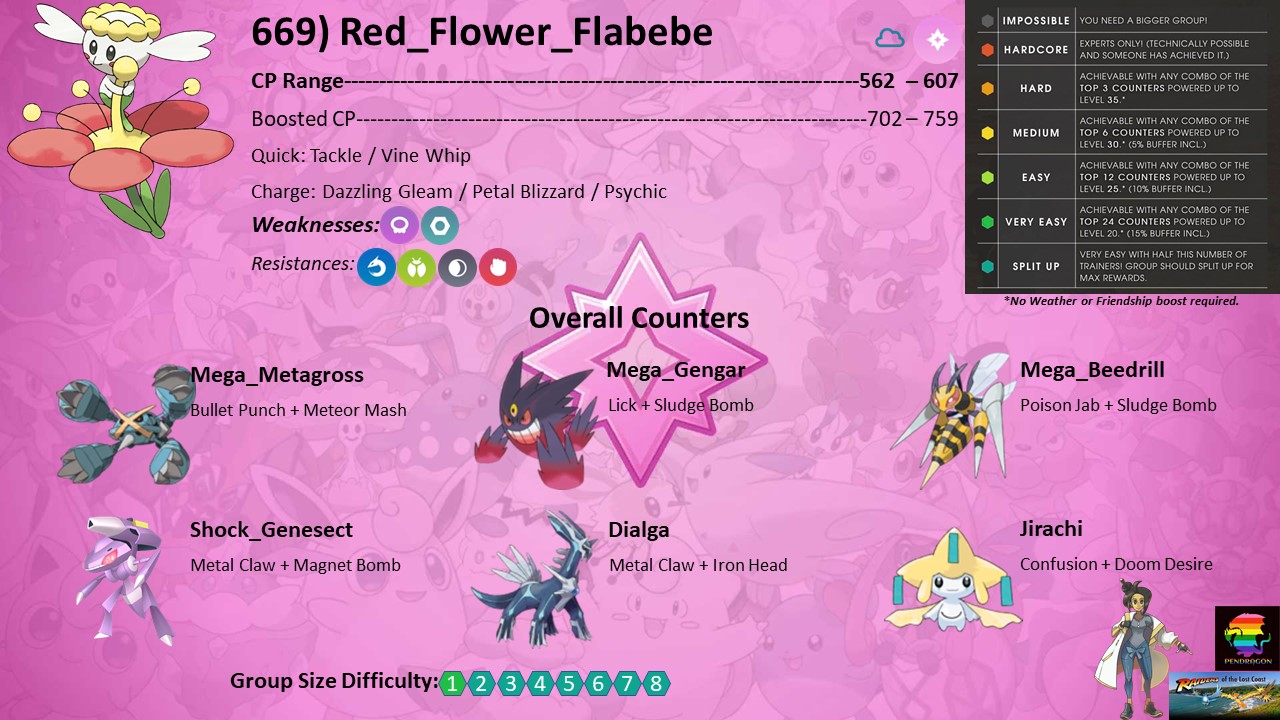 669) Red_Flower_Flabebe
CP Range--------------------------------------------------------------------------562 – 607
Boosted CP-------------------------------------------------------------------------702 – 759
Quick: Tackle / Vine Whip
Charge: Dazzling Gleam / Petal Blizzard / Psychic
Weaknesses:
Resistances:
IMPOSSIBLE YOU NEED A BIGGER GROUP!
HARDCORE EXPERTS ONLY! (TECHNICALLY POSSIBLE
AND SOMEONE HAS ACHIEVED IT.)
HARD ACHIEVABLE WITH ANY COMBO OF THE
TOP 3 COUNTERS POWERED UP TO
LEVEL 35.*
MEDIUM ACHIEVABLE WITH ANY COMBO OF THE
TOP 6 COUNTERS POWERED UP TO
LEVEL 30.* (5% BUFFER INCL.)
EASY ACHIEVABLE WITH ANY COMBO OF THE
TOP 12 COUNTERS POWERED UP TO
LEVEL 25.* (10% BUFFER INCL.)
VERY EASY ACHIEVABLE WITH ANY COMBO OF THE
TOP 24 COUNTERS POWERED UP TO
LEVEL 20.* (15% BUFFER INCL.)
SPLIT UP VERY EASY WITH HALF THIS NUMBER OF
TRAINERS! GROUP SHOULD SPLIT UP FOR
MAX REWARDS.
*No Weather or Friendship boost required.
Overall Counters
Mega_Metagross
Bullet Punch + Meteor Mash
Mega_Gengar
Lick + Sludge Bomb
Mega_Beedrill
Poison Jab + Sludge Bomb
Shock_Genesect
Metal Claw + Magnet Bomb
Dialga
Metal Claw + Iron Head
Jirachi
Confusion + Doom Desire
Group Size Difficulty: 1 2 3 4 5 6 7 8
PENDRAGON
RAIDERS of the Lost Coast